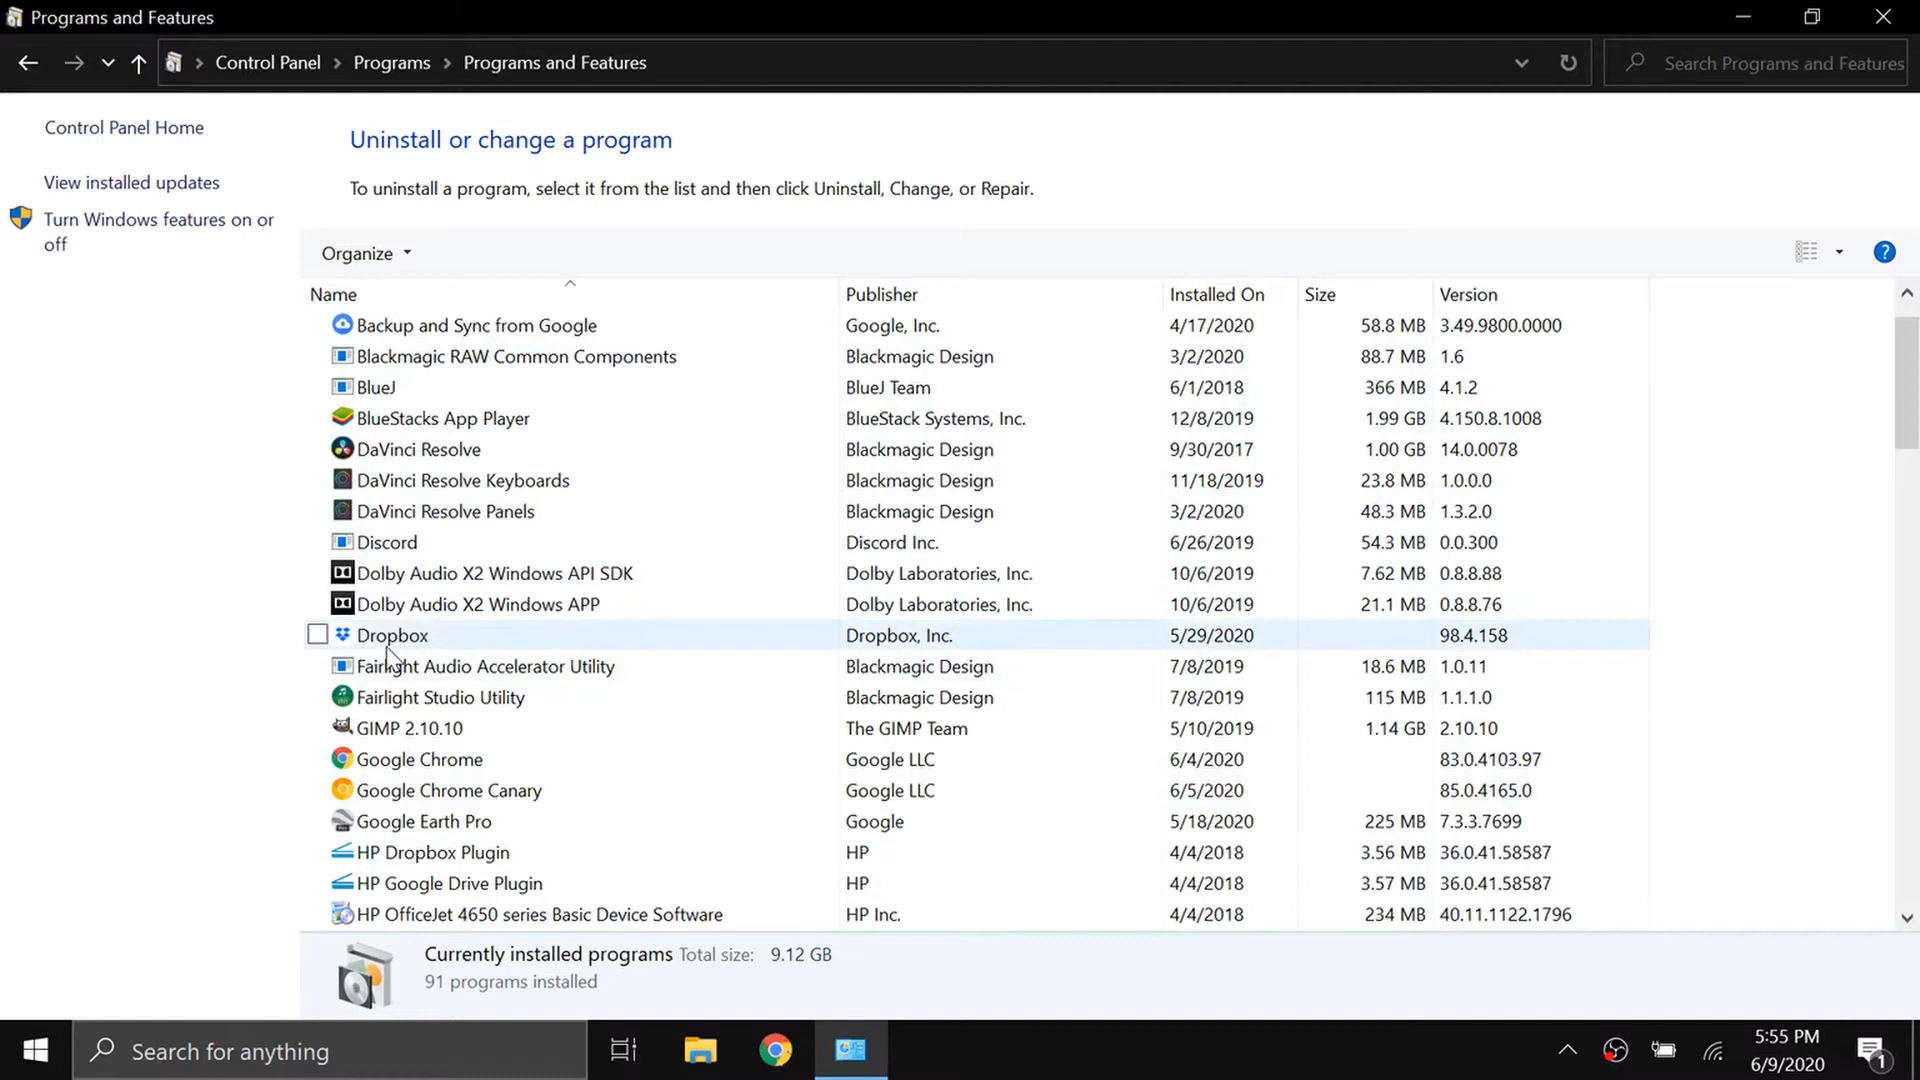 Programs and Features
Control Panel > Programs > Programs and Features
Search Programs and Features
Control Panel Home
View installed updates
Turn Windows features on or
off
Uninstall or change a program
To uninstall a program, select it from the list and then click Uninstall, Change, or Repair.
Organize
Name Publisher Installed On Size Version
Backup and Sync from Google Google, Inc. 4/17/2020 58.8 MB 3.49.9800.0000
Blackmagic RAW Common Components Blackmagic Design 3/2/2020 88.7 MB 1.6
BlueJ BlueJ Team 6/1/2018 366 MB 4.1.2
BlueStacks App Player BlueStack Systems, Inc. 12/8/2019 1.99 GB 4.150.8.1008
DaVinci Resolve Blackmagic Design 9/30/2017 1.00 GB 14.0.0078
DaVinci Resolve Keyboards Blackmagic Design 11/18/2019 23.8 MB 1.0.0.0
DaVinci Resolve Panels Blackmagic Design 3/2/2020 48.3 MB 1.3.2.0
Discord Discord Inc. 6/26/2019 54.3 MB 0.0.300
Dolby Audio X2 Windows API SDK Dolby Laboratories, Inc. 10/6/2019 7.62 MB 0.8.8.88
Dolby Audio X2 Windows APP Dolby Laboratories, Inc. 10/6/2019 21.1 MB 0.8.8.76
Dropbox Dropbox, Inc. 5/29/2020 98.4.158
Fairlight Audio Accelerator Utility Blackmagic Design 7/8/2019 18.6 MB 1.0.11
Fairlight Studio Utility Blackmagic Design 7/8/2019 115 MB 1.1.1.0
GIMP 2.10.10 The GIMP Team 5/10/2019 1.14 GB 2.10.10
Google Chrome Google LLC 6/4/2020 83.0.4103.97
Google Chrome Canary Google LLC 6/5/2020 85.0.4165.0
Google Earth Pro Google 5/18/2020 225 MB 7.3.3.7699
HP Dropbox Plugin HP 4/4/2018 3.56 MB 36.0.41.58587
HP Google Drive Plugin HP 4/4/2018 3.57 MB 36.0.41.58587
HP OfficeJet 4650 series Basic Device Software HP Inc. 4/4/2018 234 MB 40.11.1122.1796
Currently installed programs Total size: 9.12 GB
91 programs installed
Search for anything
5:55 PM
6/9/2020
1